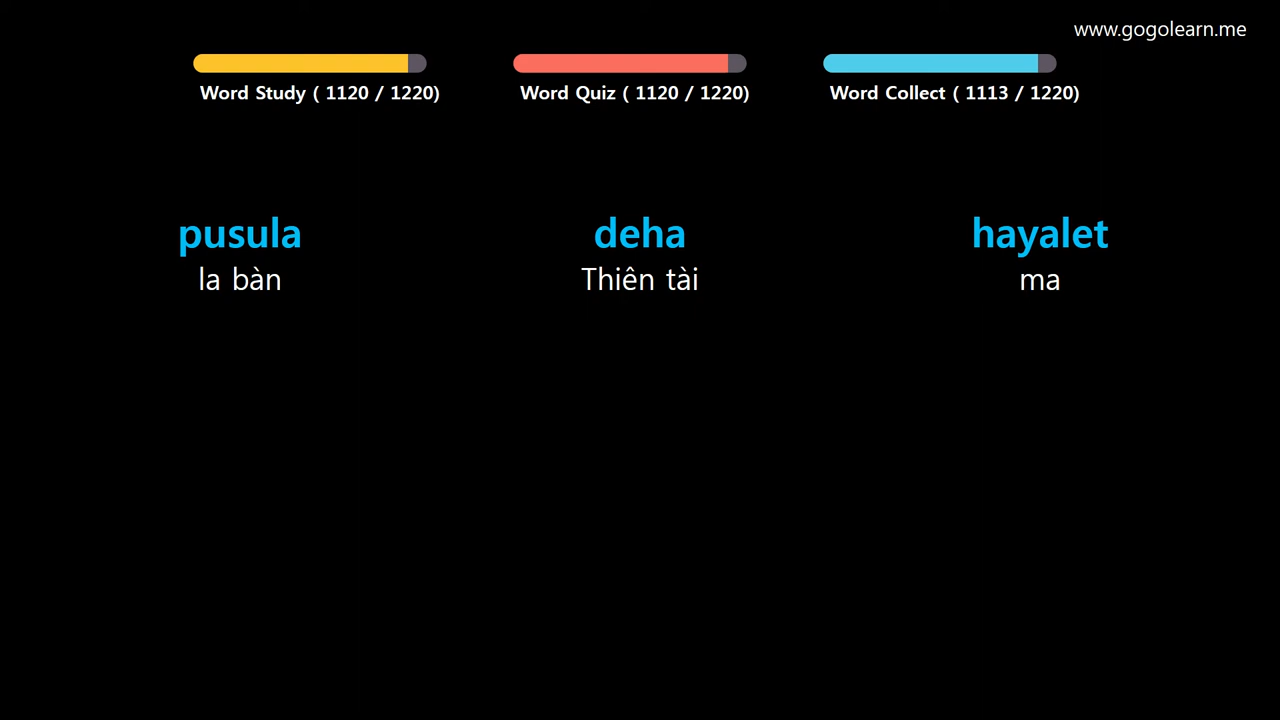 www.gogolearn.me
Word Study ( 1120 / 1220)
Word Quiz ( 1120 / 1220)
Word Collect ( 1113 / 1220)
pusula
la bàn
deha
Thiên tài
hayalet
ma